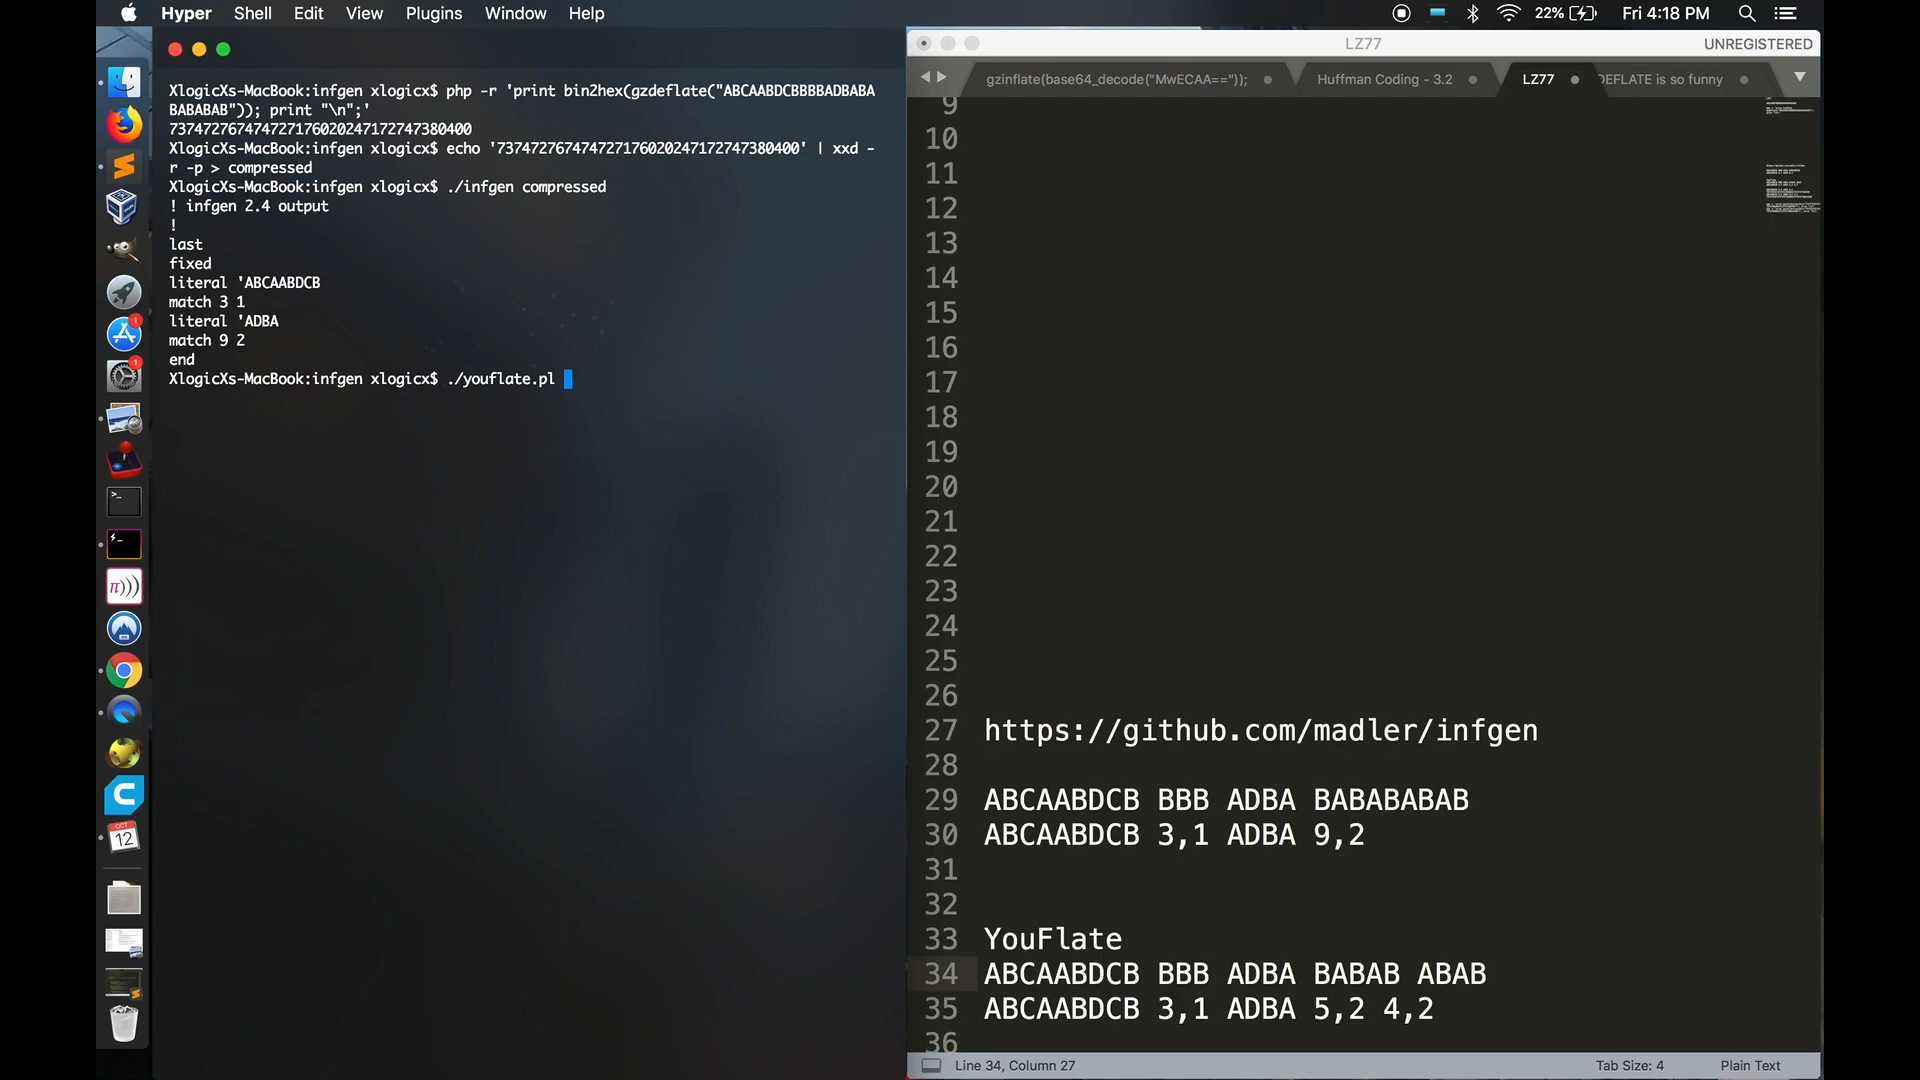 Hyper Shell Edit View Plugins Window Help 22% Fri 4:18 PM
XlogicXs-MacBook:infgen xlogicx$ php -r 'print bin2hex(gzdeflate("ABCAABDCBBBBADBABA
BABABAB")); print "\n";'
737472767474727176020247172747380400
XlogicXs-MacBook:infgen xlogicx$ echo '737472767474727176020247172747380400' | xxd -
r -p > compressed
XlogicXs-MacBook:infgen xlogicx$ ./infgen compressed
! infgen 2.4 output
!
last
fixed
literal 'ABCAABDCB
match 3 1
literal 'ADBA
match 9 2
end
XlogicXs-MacBook:infgen xlogicx$ ./youflate.pl
LZ77 UNREGISTERED
gzinflate(base64_decode("MwECAA==")); Huffman Coding - 3.2 LZ77 DEFLATE is so funny
9
10
11
12
13
14
15
16
17
18
19
20
21
22
23
24
25
26
27 https://github.com/madler/infgen
28
29 ABCAABDCB BBB ADBA BABABABAB
30 ABCAABDCB 3,1 ADBA 9,2
31
32
33 YouFlate
34 ABCAABDCB BBB ADBA BABAB ABAB
35 ABCAABDCB 3,1 ADBA 5,2 4,2
36
Line 34, Column 27 Tab Size: 4 Plain Text
OCT
12